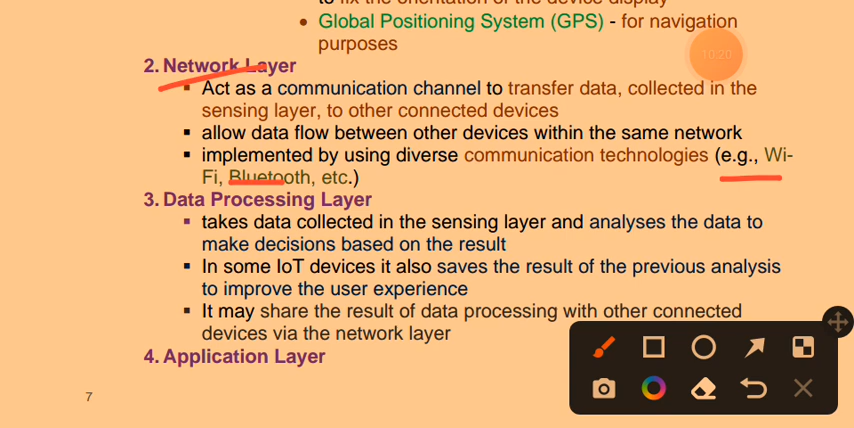 to fix the orientation of the device display
• Global Positioning System (GPS) - for navigation
purposes
10:20
2. Network Layer
▪ Act as a communication channel to transfer data, collected in the
sensing layer, to other connected devices
▪ allow data flow between other devices within the same network
▪ implemented by using diverse communication technologies (e.g., Wi-
Fi, Bluetooth, etc.)
3. Data Processing Layer
▪ takes data collected in the sensing layer and analyses the data to
make decisions based on the result
▪ In some IoT devices it also saves the result of the previous analysis
to improve the user experience
▪ It may share the result of data processing with other connected
devices via the network layer
4. Application Layer
7